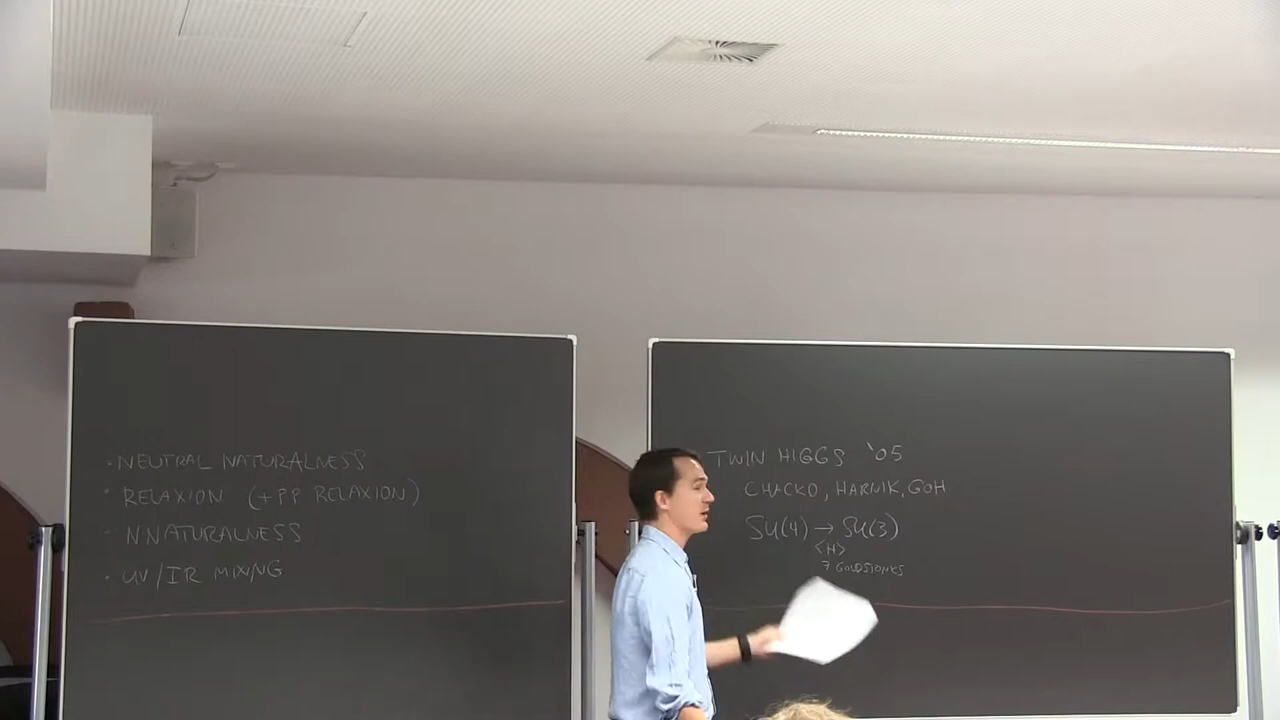 · NEUTRAL NATURALNESS
· RELAXION (+PP RELAXION)
· NNATURALNESS
· UV/IR MIXING
TWIN HIGGS '05
CHACKO, HARNIK, GOH
SU(4) → SU(3)
<H>
7 GOLDSTONES